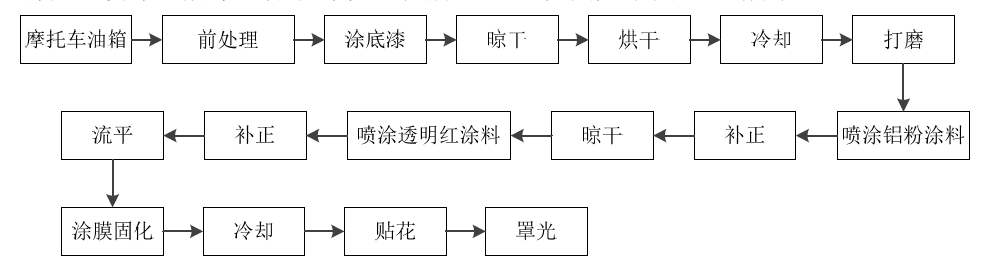 摩托车油箱
前处理
涂底漆
晾干
烘干
冷却
打磨
喷涂铝粉涂料
补正
晾干
喷涂透明红涂料
补正
流平
涂膜固化
冷却
贴花
罩光